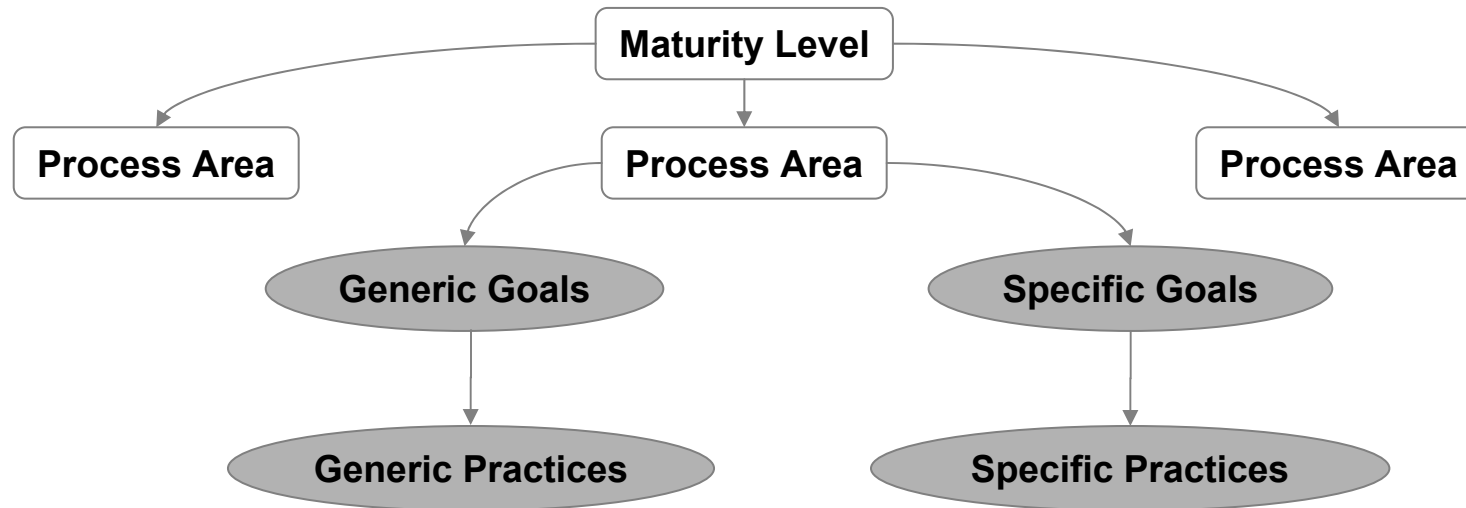 Maturity Level
Process Area
Process Area
Process Area
Generic Goals
Specific Goals
Generic Practices
Specific Practices